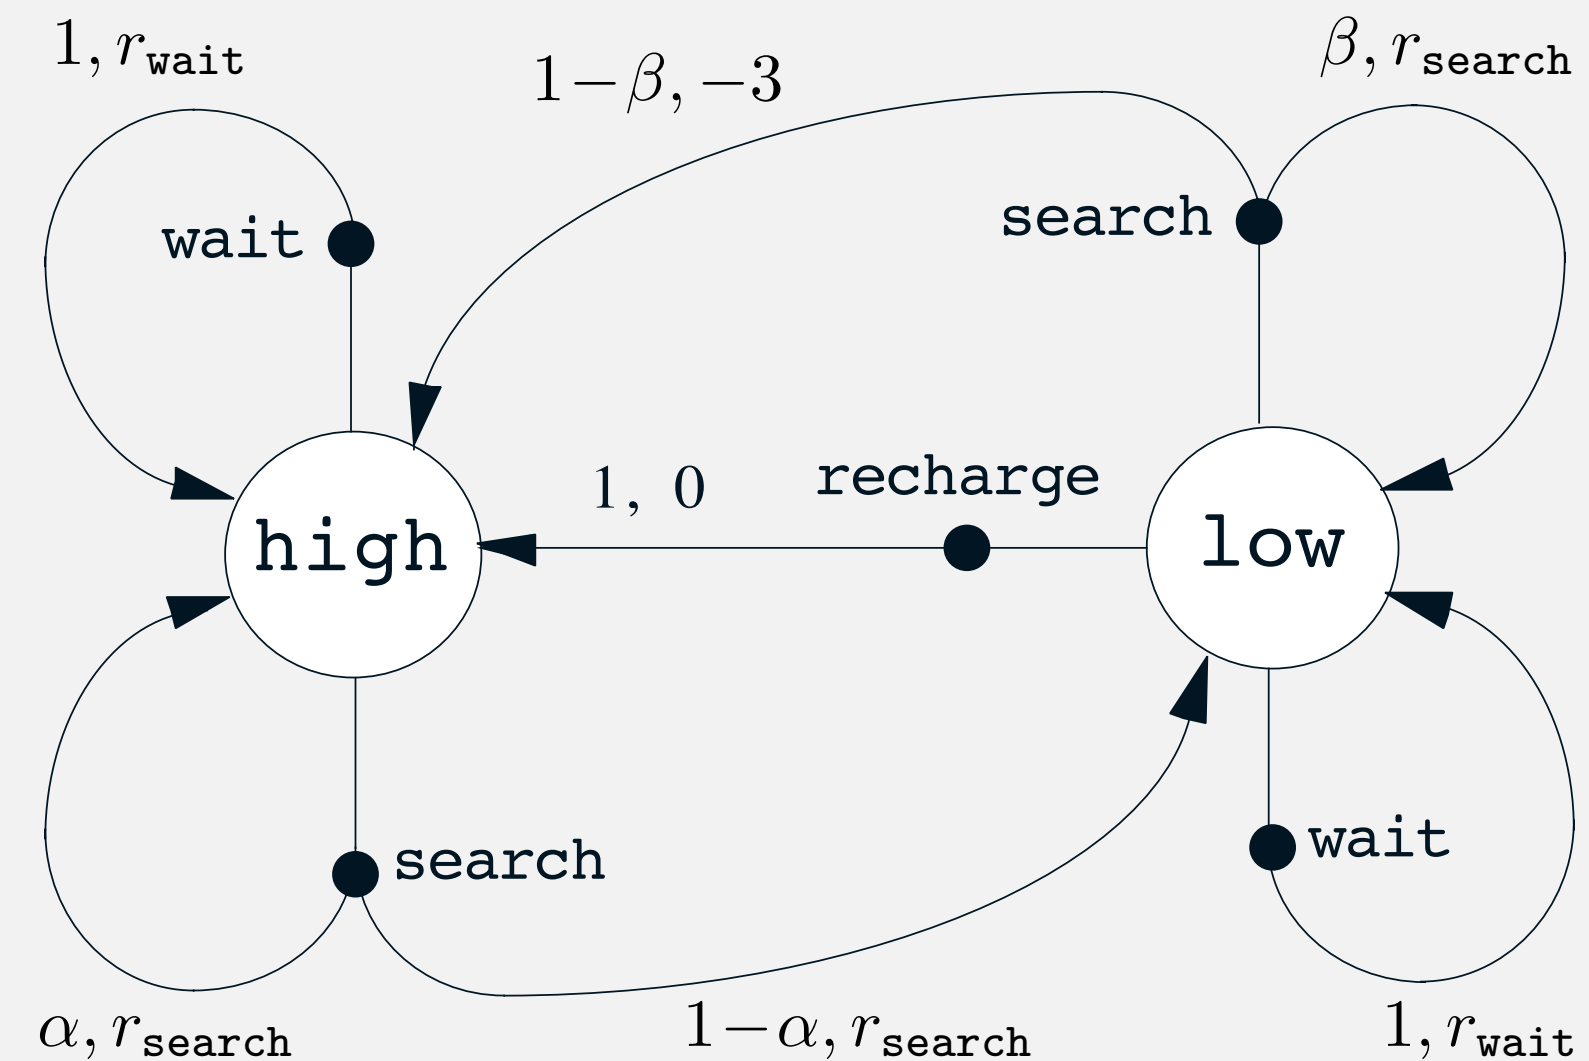 1, r_wait
1−β, −3
β, r_search
wait
search
1, 0
recharge
high
low
search
wait
α, r_search
1−α, r_search
1, r_wait